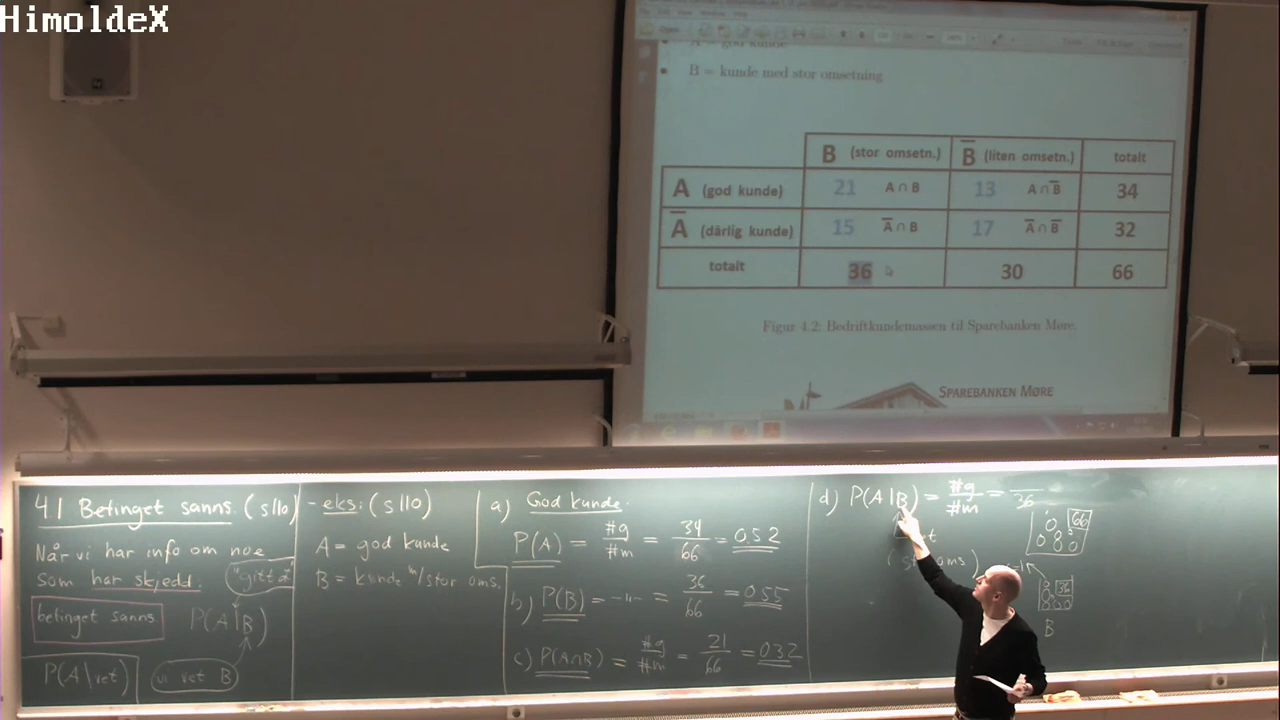 HimoldeX
A = god kunde
B = kunde med stor omsetning
B (stor omsetn.) B̅ (liten omsetn.) totalt
A (god kunde) 21 A ∩ B 13 A ∩ B̅ 34
A̅ (dårlig kunde) 15 A̅ ∩ B 17 A̅ ∩ B̅ 32
totalt 36 30 66
Figur 4.2: Bedriftkundemassen til Sparebanken Møre.
SPAREBANKEN MØRE
4.1 Betinget sanns. (s110)
Når vi har info om noe
som har skjedd.
"gitt at"
betinget sanns.
P(A|B)
P(A|vet)
vi vet B
- eks: (s110)
A = god kunde
B = kunde m/stor oms.
a) God kunde:
P(A) = #g/#m = 34/66 = 0.52
b) P(B) = -11- = 36/66 = 0.55
c) P(A∩B) = #g/#m = 21/66 = 0.32
d) P(A|B) = #g/#m = /36
66
36
B